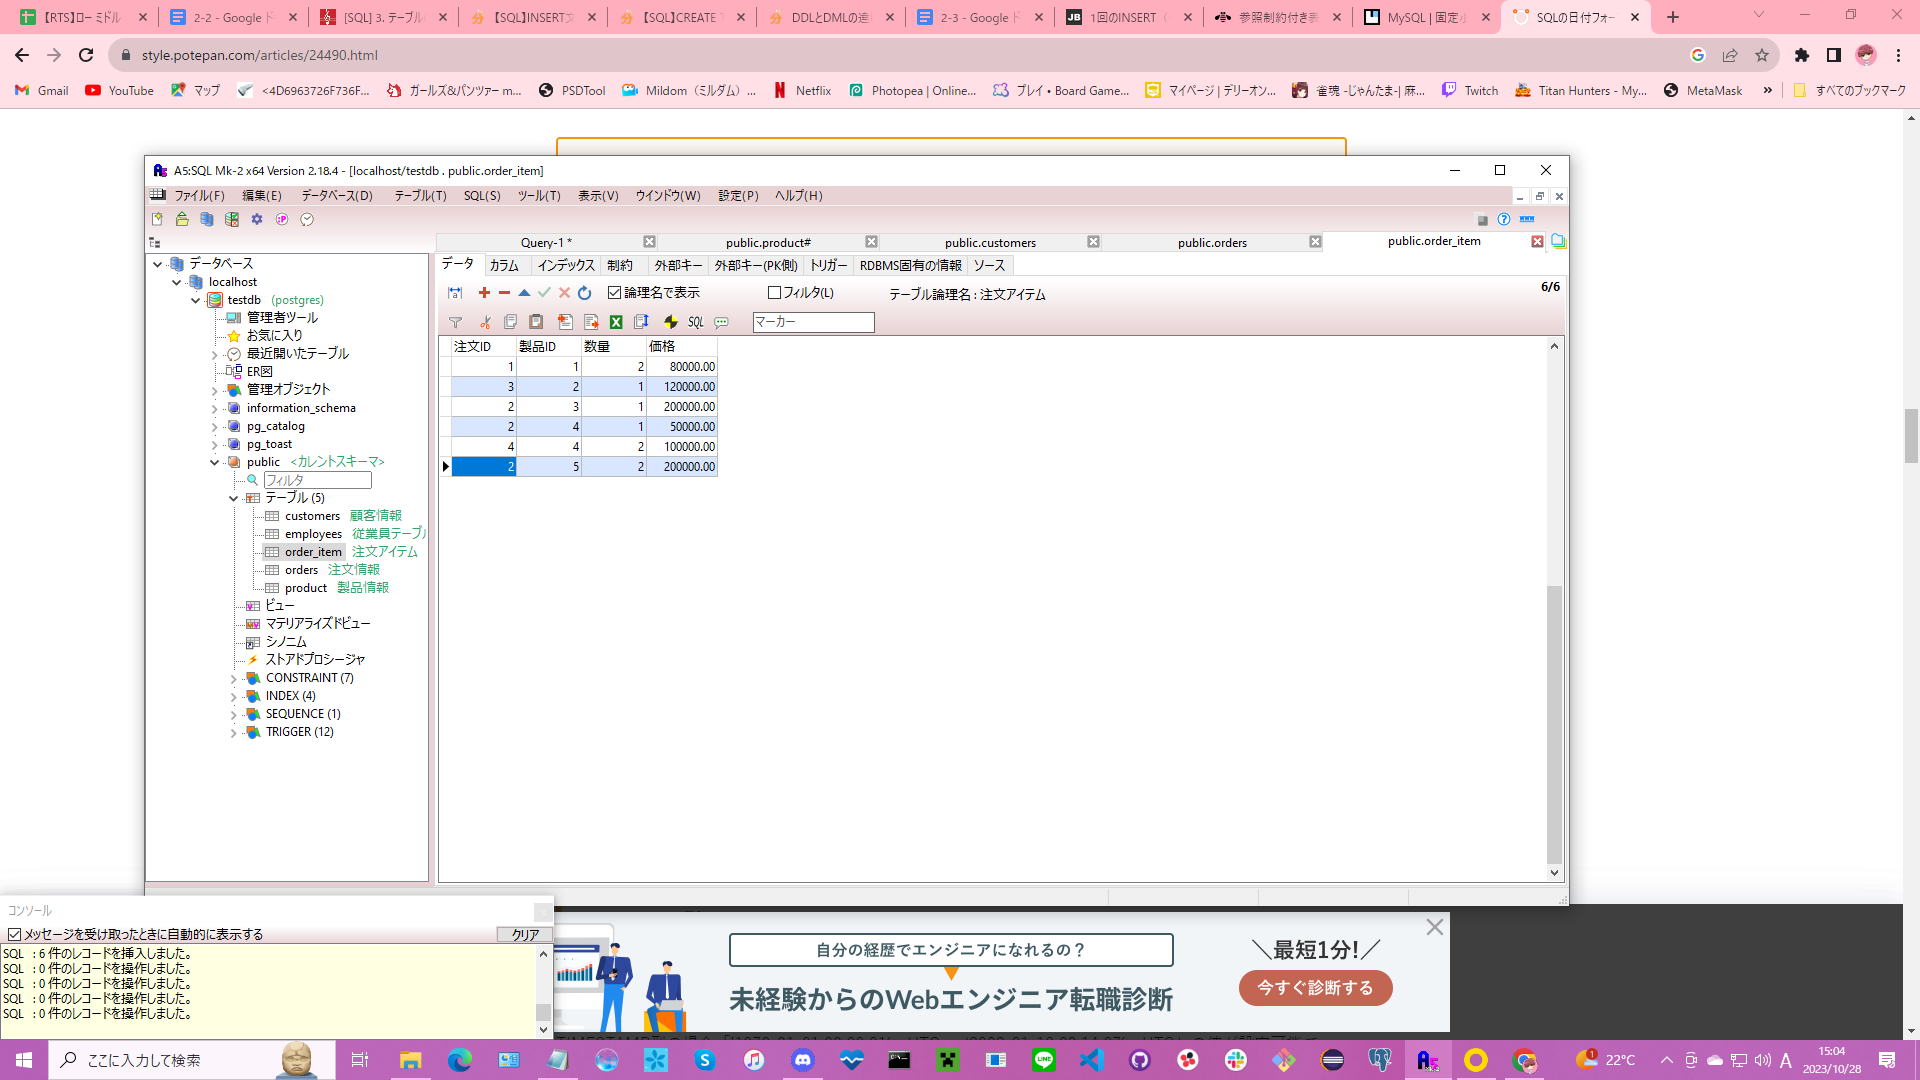 【RTS】ロー ミドル
2-2 - Google ド
[SQL] 3. テーブル
【SQL】INSERT文
【SQL】CREATE T
DDLとDMLの違い
2-3 - Google ド
1回のINSERT（
参照制約付き表
MySQL | 固定小
SQLの日付フォー
style.potepan.com/articles/24490.html
Gmail
YouTube
マップ
<4D6963726F736F...
ガールズ&パンツァー m...
PSDTool
Mildom（ミルダム）...
Netflix
Photopea | Online...
プレイ • Board Game...
マイページ | デリーオン...
雀魂 -じゃんたま-| 麻...
Twitch
Titan Hunters - My...
MetaMask
»
すべてのブックマーク
A5:SQL Mk-2 x64 Version 2.18.4 - [localhost/testdb . public.order_item]
ファイル(F) 編集(E) データベース(D) テーブル(T) SQL(S) ツール(T) 表示(V) ウインドウ(W) 設定(P) ヘルプ(H)
Query-1 *
public.product#
public.customers
public.orders
public.order_item
データ カラム インデックス 制約 外部キー 外部キー(PK側) トリガー RDBMS固有の情報 ソース
論理名で表示
フィルタ(L)
テーブル論理名 : 注文アイテム
6/6
SQL
マーカー
データベース
localhost
testdb (postgres)
管理者ツール
お気に入り
最近開いたテーブル
ER図
管理オブジェクト
information_schema
pg_catalog
pg_toast
public <カレントスキーマ>
フィルタ
テーブル (5)
customers 顧客情報
employees 従業員テーブル
order_item 注文アイテム
orders 注文情報
product 製品情報
ビュー
マテリアライズドビュー
シノニム
ストアドプロシージャ
CONSTRAINT (7)
INDEX (4)
SEQUENCE (1)
TRIGGER (12)
注文ID 製品ID 数量 価格
1 1 2 80000.00
3 2 1 120000.00
2 3 1 200000.00
2 4 1 50000.00
4 4 2 100000.00
2 5 2 200000.00
コンソール
メッセージを受け取ったときに自動的に表示する
クリア
SQL : 6 件のレコードを挿入しました。
SQL : 0 件のレコードを操作しました。
SQL : 0 件のレコードを操作しました。
SQL : 0 件のレコードを操作しました。
SQL : 0 件のレコードを操作しました。
自分の経歴でエンジニアになれるの？
未経験からのWebエンジニア転職診断
＼最短1分!／
今すぐ診断する
ここに入力して検索
22°C
A
15:04
2023/10/28